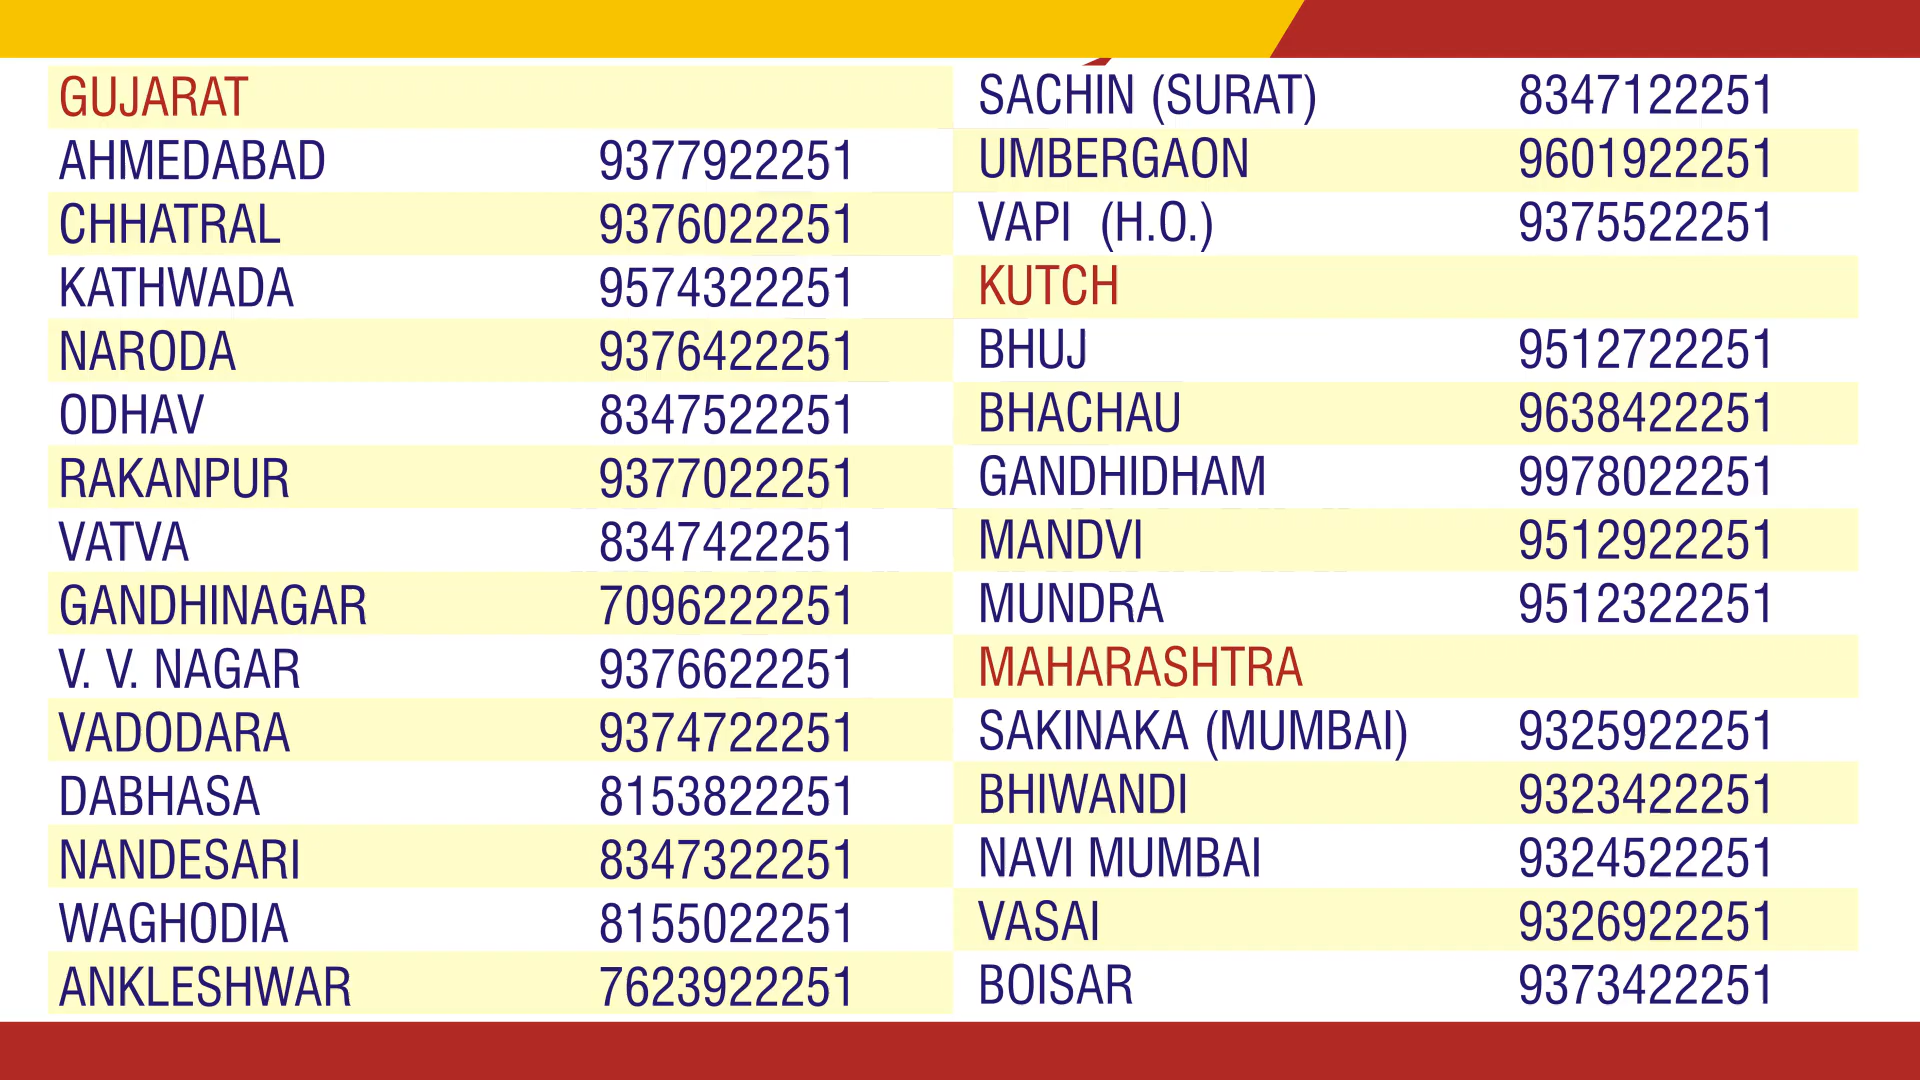 GUJARAT
AHMEDABAD 9377922251
CHHATRAL 9376022251
KATHWADA 9574322251
NARODA 9376422251
ODHAV 8347522251
RAKANPUR 9377022251
VATVA 8347422251
GANDHINAGAR 7096222251
V. V. NAGAR 9376622251
VADODARA 9374722251
DABHASA 8153822251
NANDESARI 8347322251
WAGHODIA 8155022251
ANKLESHWAR 7623922251
SACHIN (SURAT) 8347122251
UMBERGAON 9601922251
VAPI (H.O.) 9375522251
KUTCH
BHUJ 9512722251
BHACHAU 9638422251
GANDHIDHAM 9978022251
MANDVI 9512922251
MUNDRA 9512322251
MAHARASHTRA
SAKINAKA (MUMBAI) 9325922251
BHIWANDI 9323422251
NAVI MUMBAI 9324522251
VASAI 9326922251
BOISAR 9373422251